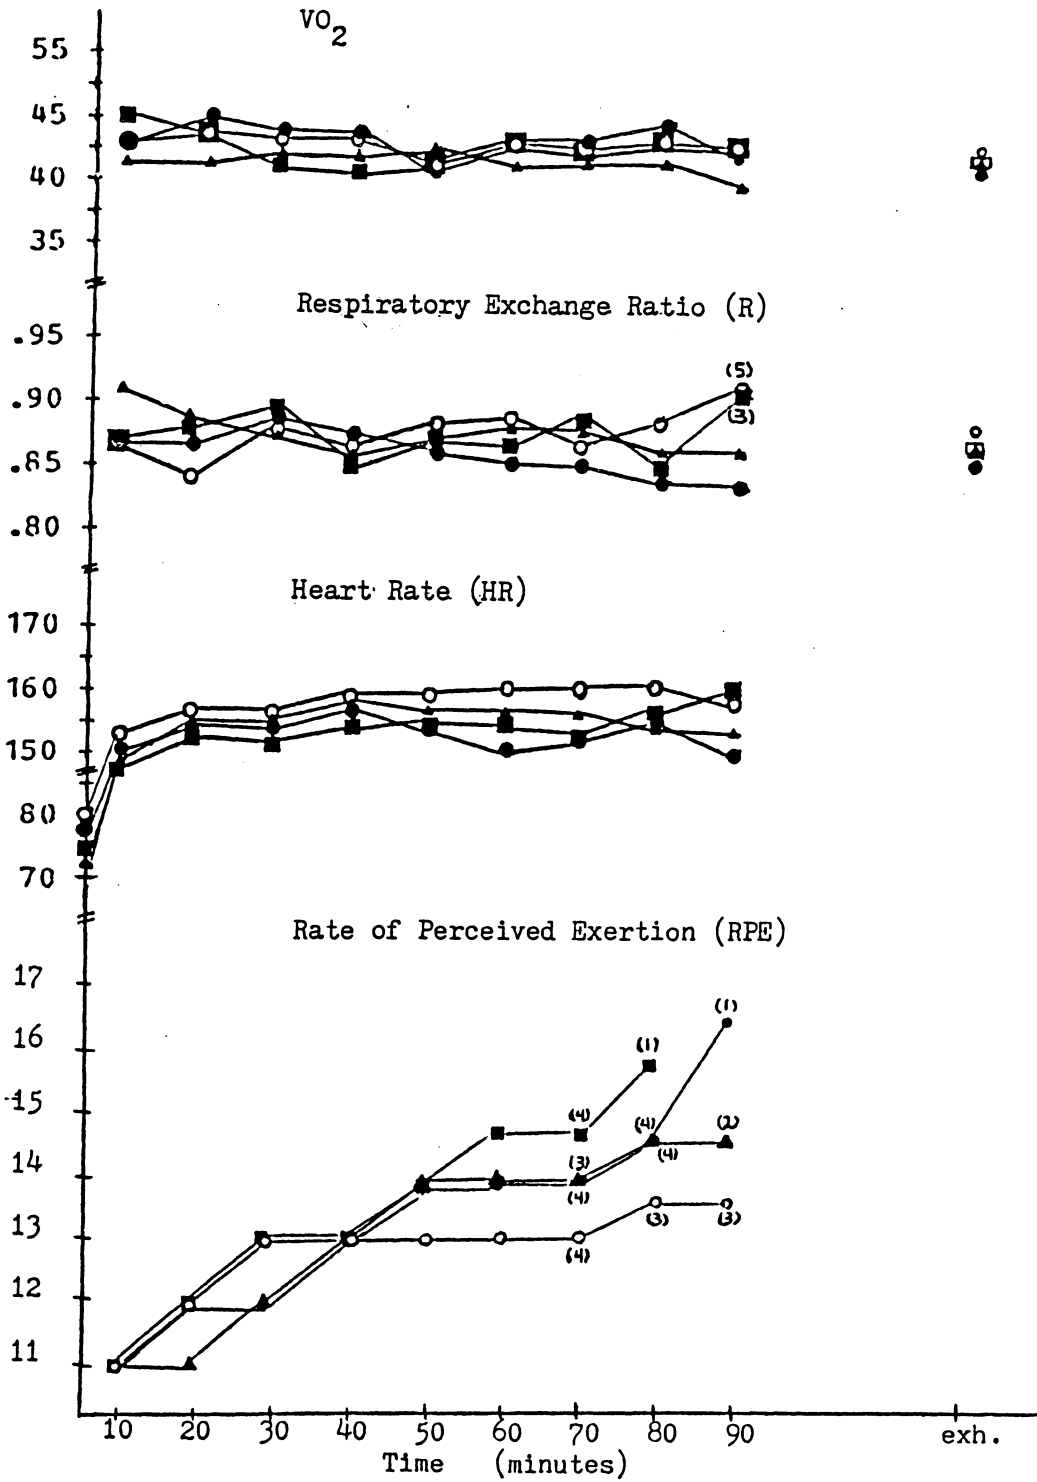 VO2
55
45
40
35
Respiratory Exchange Ratio (R)
.95
(5)
.90
(3)
.85
.80
Heart Rate (HR)
170
160
150
80
70
Rate of Perceived Exertion (RPE)
17
(1)
16
(1)
15
(4) (4) (2)
14 (3) (4)
(4)
13 (3) (3)
(4)
12
11
10 20 30 40 50 60 70 80 90 exh.
Time (minutes)